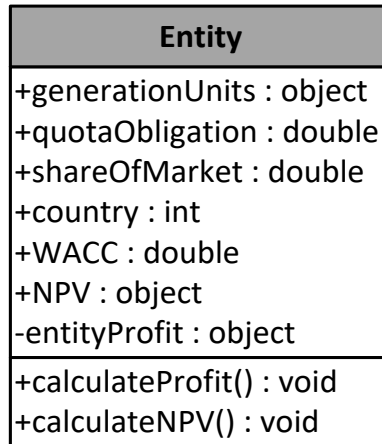 Entity
+generationUnits : object
+quotaObligation : double
+shareOfMarket : double
+country : int
+WACC : double
+NPV : object
-entityProfit : object
+calculateProfit() : void
+calculateNPV() : void